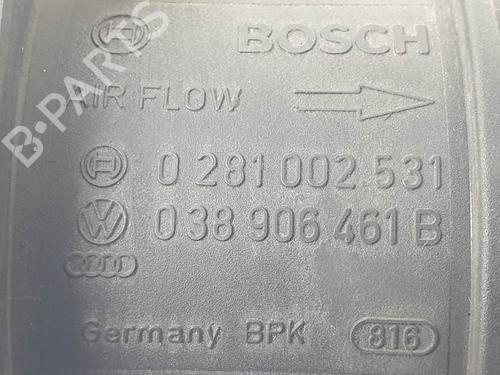 BOSCH
AIR FLOW
0 281 002 531
038 906 461 B
Germany BPK 816
B-PARTS